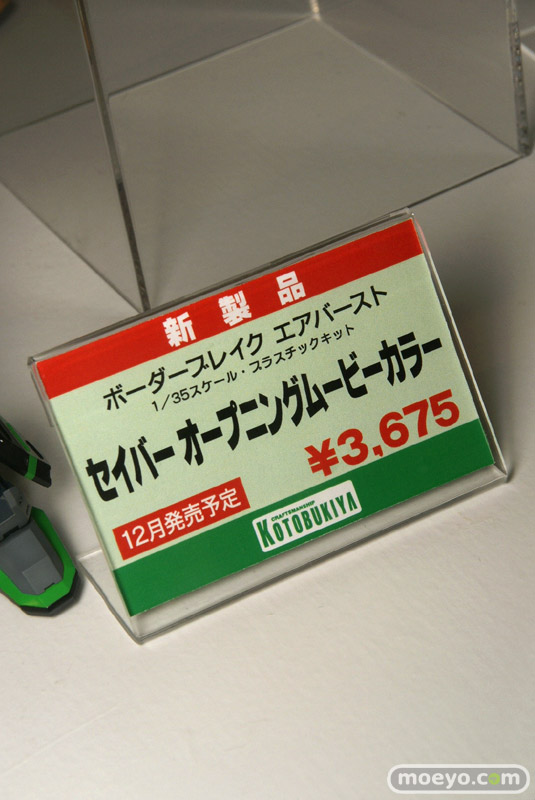 新製品
ボーダーブレイク エアバースト
1/35スケール・プラスチックキット
セイバー オープニングムービーカラー
¥3,675
12月発売予定
CRAFTSMANSHIP
KOTOBUKIYA
moeyo.com